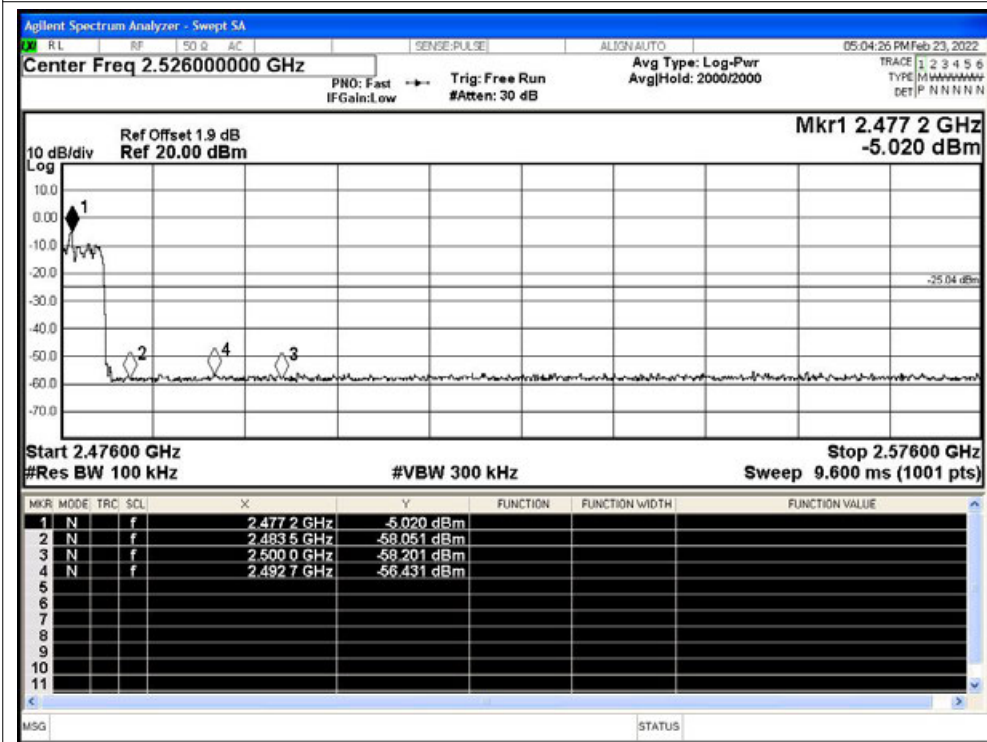 Agilent Spectrum Analyzer - Swept SA
LXI RL RF 50 Ω AC SENSE:PULSE ALIGN AUTO 05:04:26 PM Feb 23, 2022
Center Freq 2.526000000 GHz
PNO: Fast
IFGain:Low
Trig: Free Run
#Atten: 30 dB
Avg Type: Log-Pwr
Avg|Hold: 2000/2000
TRACE 1 2 3 4 5 6
TYPE M
DET P N N N N N
Ref Offset 1.9 dB
10 dB/div Ref 20.00 dBm
Mkr1 2.477 2 GHz
-5.020 dBm
Log
10.0
0.00
-10.0
-20.0
-30.0
-40.0
-50.0
-60.0
-70.0
1
2
4
3
-25.04 dBm
Start 2.47600 GHz Stop 2.57600 GHz
#Res BW 100 kHz #VBW 300 kHz Sweep 9.600 ms (1001 pts)
MKR MODE TRC SCL X Y FUNCTION FUNCTION WIDTH FUNCTION VALUE
1 N f 2.477 2 GHz -5.020 dBm
2 N f 2.483 5 GHz -58.051 dBm
3 N f 2.500 0 GHz -58.201 dBm
4 N f 2.492 7 GHz -56.431 dBm
5
6
7
8
9
10
11
MSG STATUS